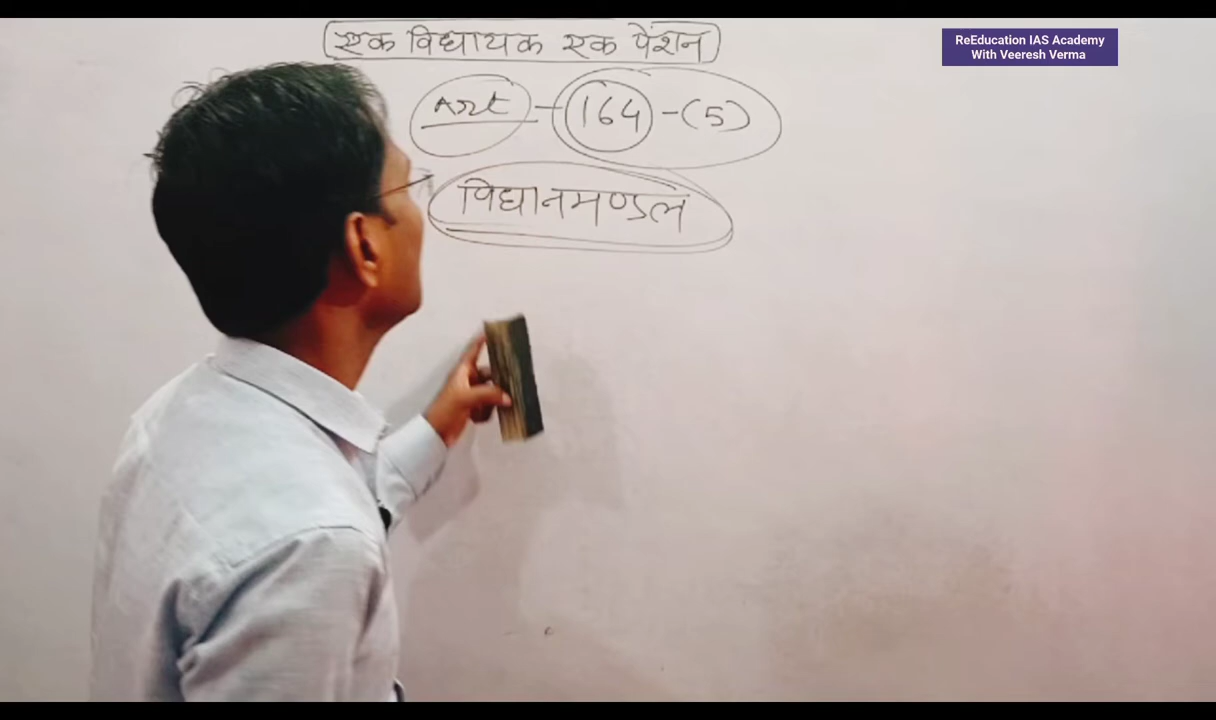 एक विधायक एक पेंशन
Art - 164 - (5)
विधानमण्डल
ReEducation IAS Academy
With Veeresh Verma